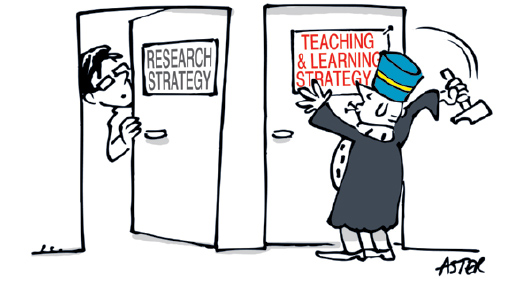 RESEARCH
STRATEGY
TEACHING
& LEARNING
STRATEGY
ASTER